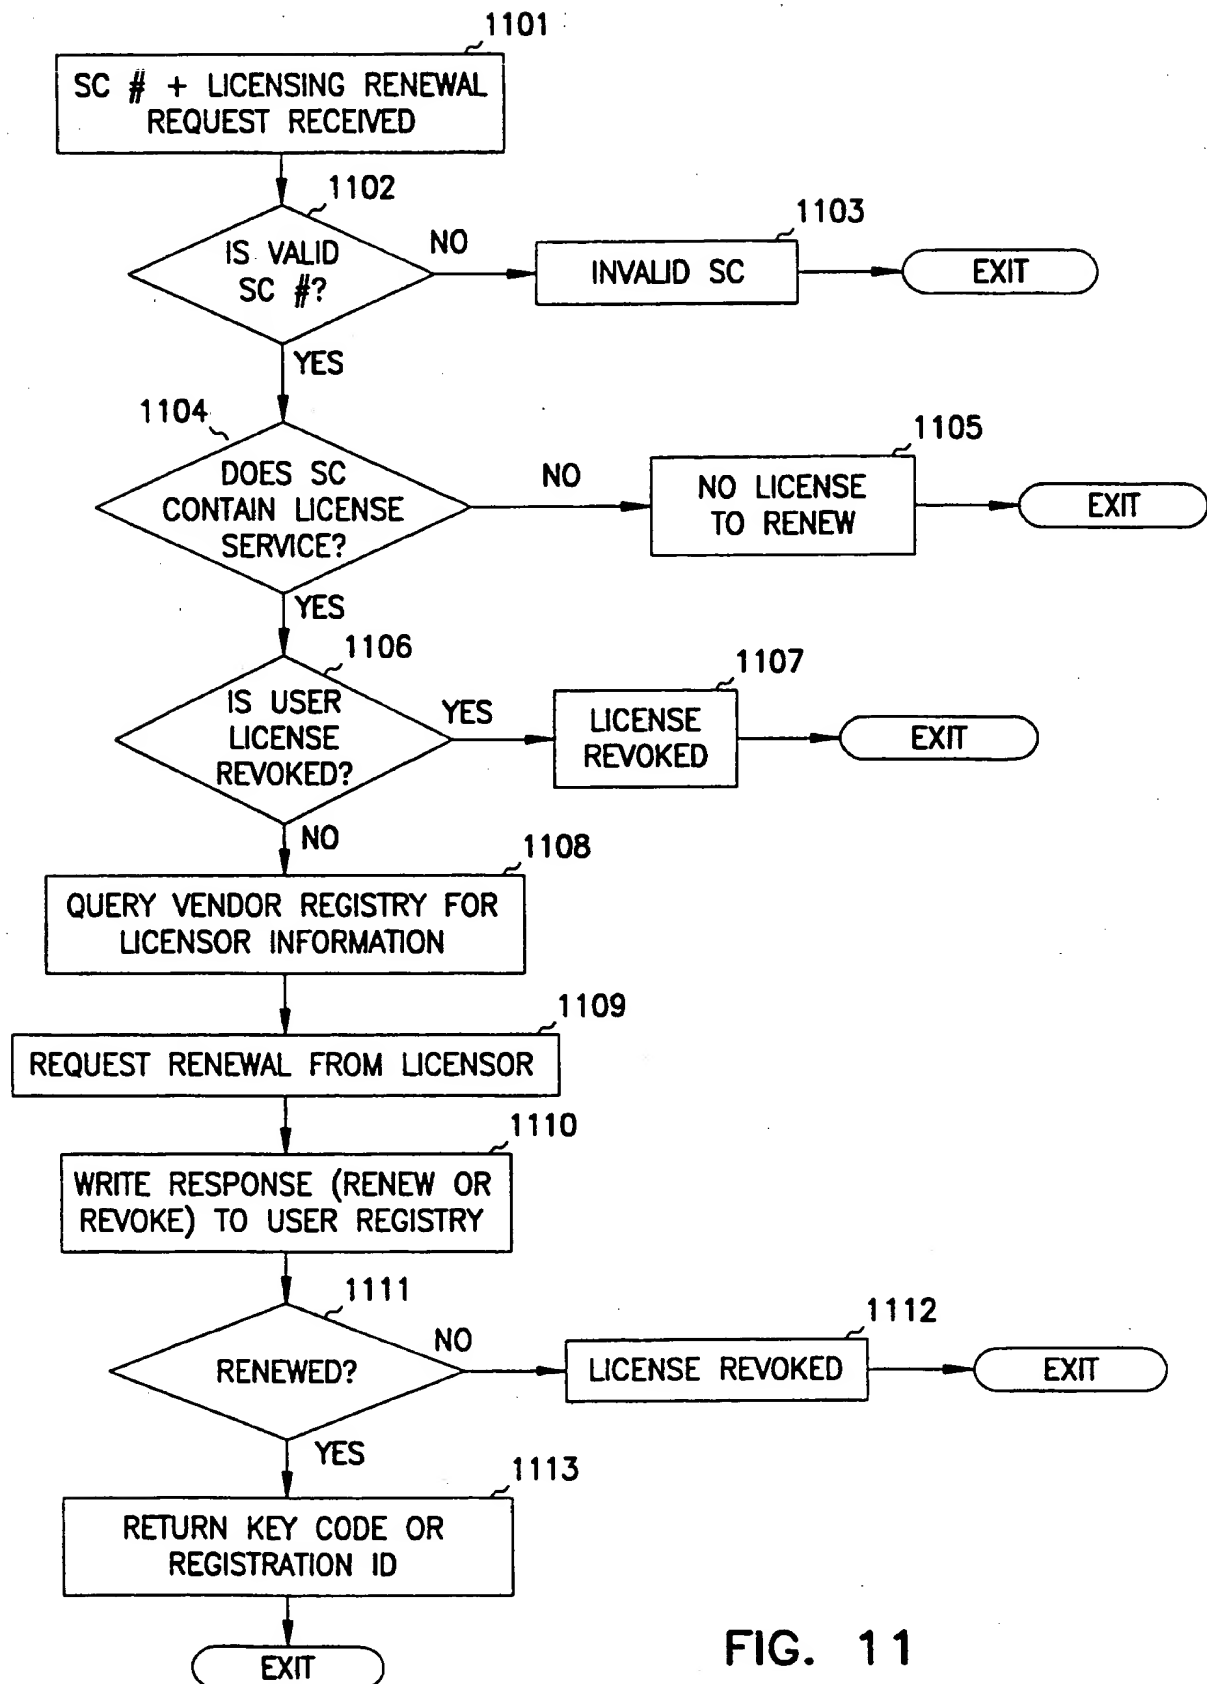 1101
SC # + LICENSING RENEWAL
REQUEST RECEIVED
1102
IS VALID
SC #?
NO
1103
INVALID SC
EXIT
YES
1104
DOES SC
CONTAIN LICENSE
SERVICE?
NO
1105
NO LICENSE
TO RENEW
EXIT
YES
1106
IS USER
LICENSE
REVOKED?
YES
1107
LICENSE
REVOKED
EXIT
NO
1108
QUERY VENDOR REGISTRY FOR
LICENSOR INFORMATION
1109
REQUEST RENEWAL FROM LICENSOR
1110
WRITE RESPONSE (RENEW OR
REVOKE) TO USER REGISTRY
1111
RENEWED?
NO
1112
LICENSE REVOKED
EXIT
YES
1113
RETURN KEY CODE OR
REGISTRATION ID
EXIT
FIG. 11